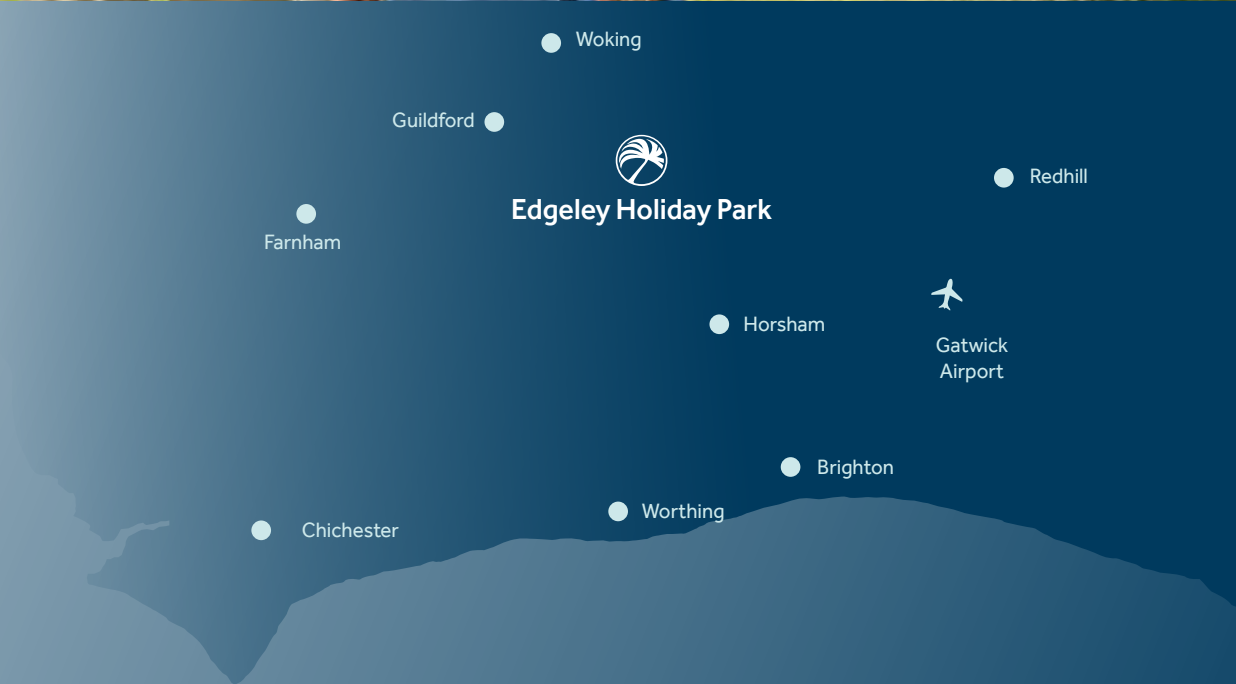 Woking
Guildford
Redhill
Edgeley Holiday Park
Farnham
Horsham
Gatwick
Airport
Brighton
Worthing
Chichester